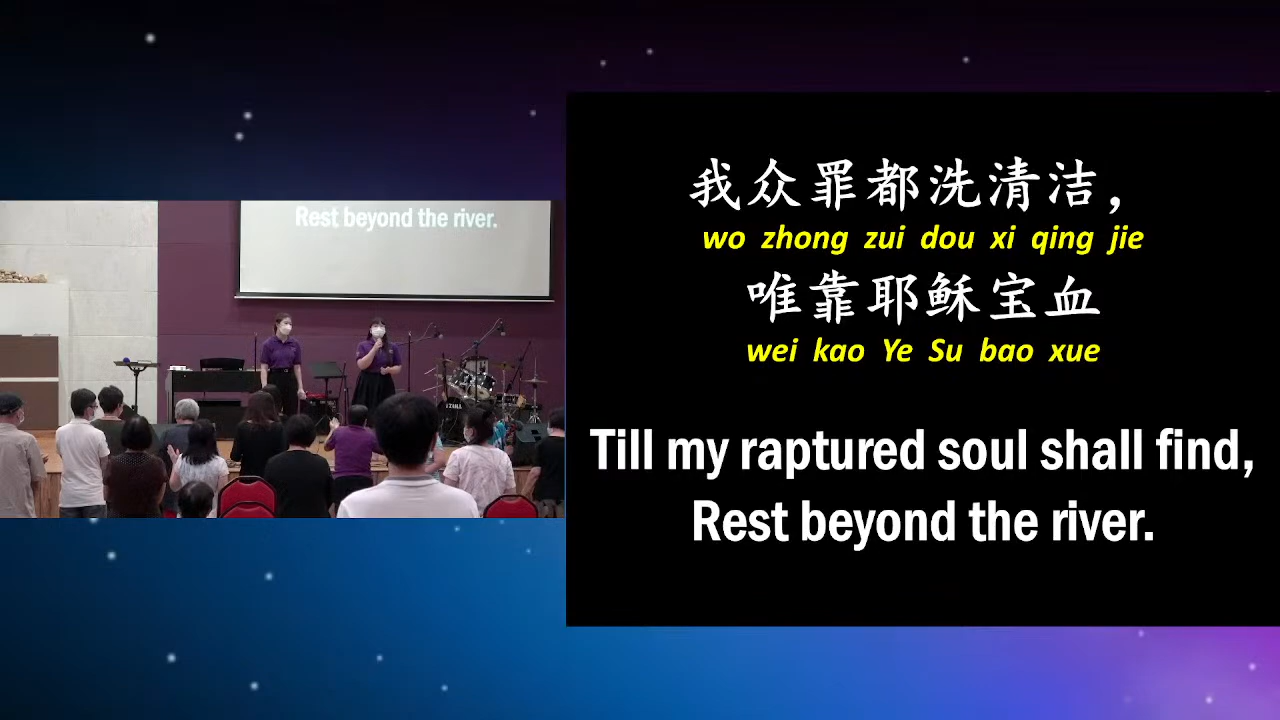 Rest beyond the river.
我众罪都洗清洁，
wo zhong zui dou xi qing jie
唯靠耶稣宝血
wei kao Ye Su bao xue
Till my raptured soul shall find,
Rest beyond the river.
TAMA